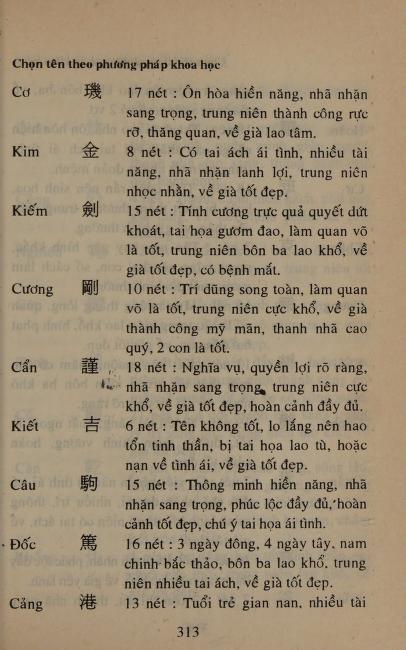 Chọn tên theo phương pháp khoa học
Cơ 璣 17 nét : Ôn hòa hiền năng, nhã nhặn
sang trọng, trung niên thành công rực
rỡ, thăng quan, về già lao tâm.
Kim 金 8 nét : Có tai ách ái tình, nhiều tài
năng, nhã nhặn lanh lợi, trung niên
nhọc nhằn, về già tốt đẹp.
Kiếm 劍 15 nét : Tính cương trực quả quyết dứt
khoát, tai họa gươm đao, làm quan võ
là tốt, trung niên bôn ba lao khổ, về
già tốt đẹp, có bệnh mắt.
Cương 剛 10 nét : Trí dũng song toàn, làm quan
võ là tốt, trung niên cực khổ, về già
thành công mỹ mãn, thanh nhã cao
quý, 2 con là tốt.
Cẩn 謹 18 nét : Nghĩa vụ, quyền lợi rõ ràng,
nhã nhặn sang trọng, trung niên cực
khổ, về già tốt đẹp, hoàn cảnh đầy đủ.
Kiết 吉 6 nét : Tên không tốt, lo lắng nên hao
tổn tinh thần, bị tai họa lao tù, hoặc
nạn về tình ái, về già tốt đẹp.
Câu 駒 15 nét : Thông minh hiền năng, nhã
nhặn sang trọng, phúc lộc đầy đủ, hoàn
cảnh tốt đẹp, chú ý tai họa ái tình.
Đốc 篤 16 nét : 3 ngày đông, 4 ngày tây, nam
chinh bắc thảo, bôn ba lao khổ, trung
niên nhiều tai ách, về già tốt đẹp.
Cảng 港 13 nét : Tuổi trẻ gian nan, nhiều tài
313